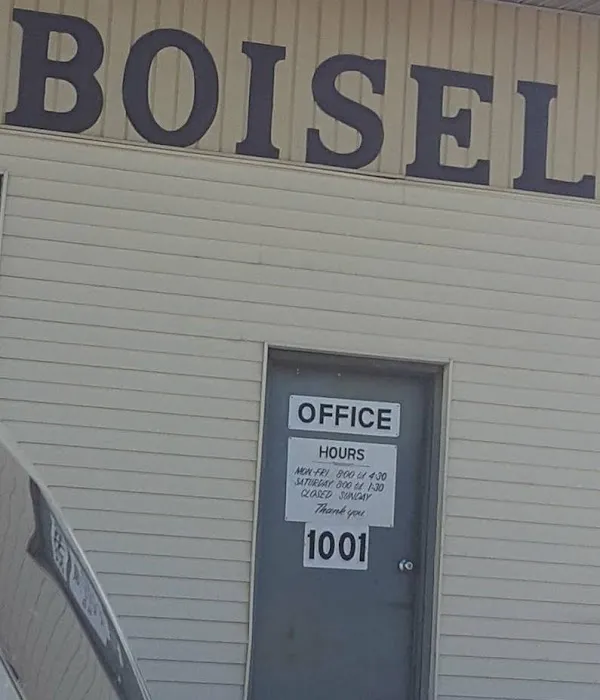 BOISEL
OFFICE
HOURS
MON-FRI 8:00 til 4:30
SATURDAY 8:00 til 1:30
CLOSED SUNDAY
Thank you
1001